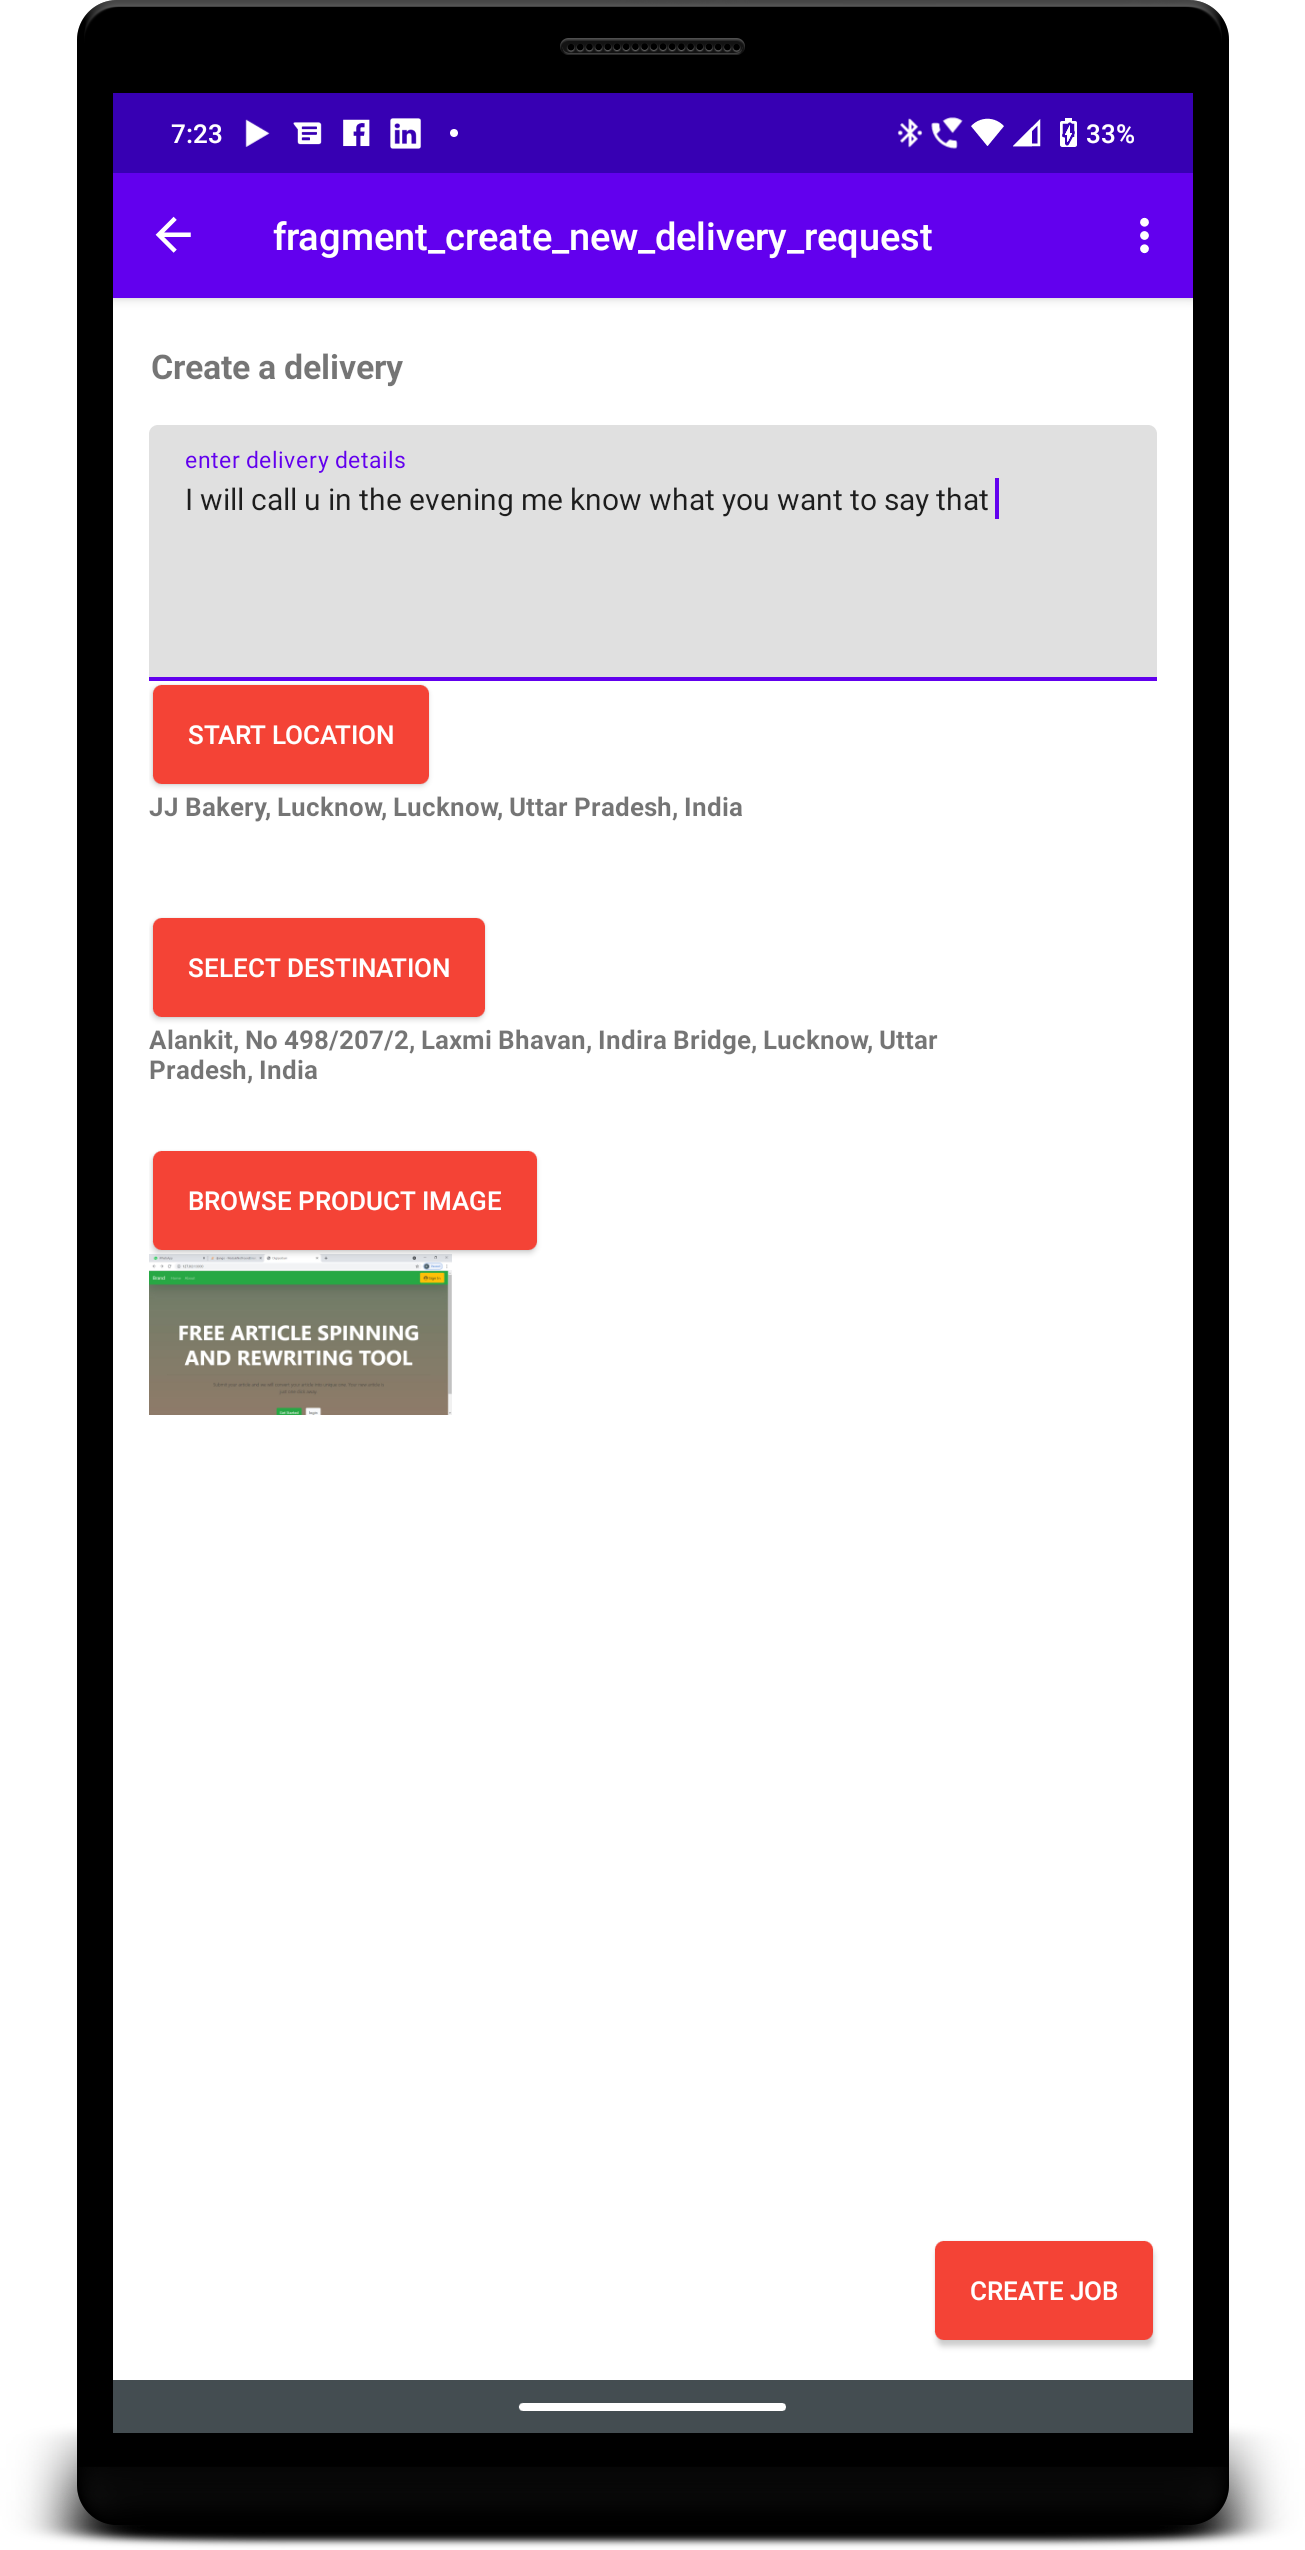 7:23
33%
fragment_create_new_delivery_request
Create a delivery
enter delivery details
I will call u in the evening me know what you want to say that
START LOCATION
JJ Bakery, Lucknow, Lucknow, Uttar Pradesh, India
SELECT DESTINATION
Alankit, No 498/207/2, Laxmi Bhavan, Indira Bridge, Lucknow, Uttar
Pradesh, India
BROWSE PRODUCT IMAGE
FREE ARTICLE SPINNING
AND REWRITING TOOL
CREATE JOB